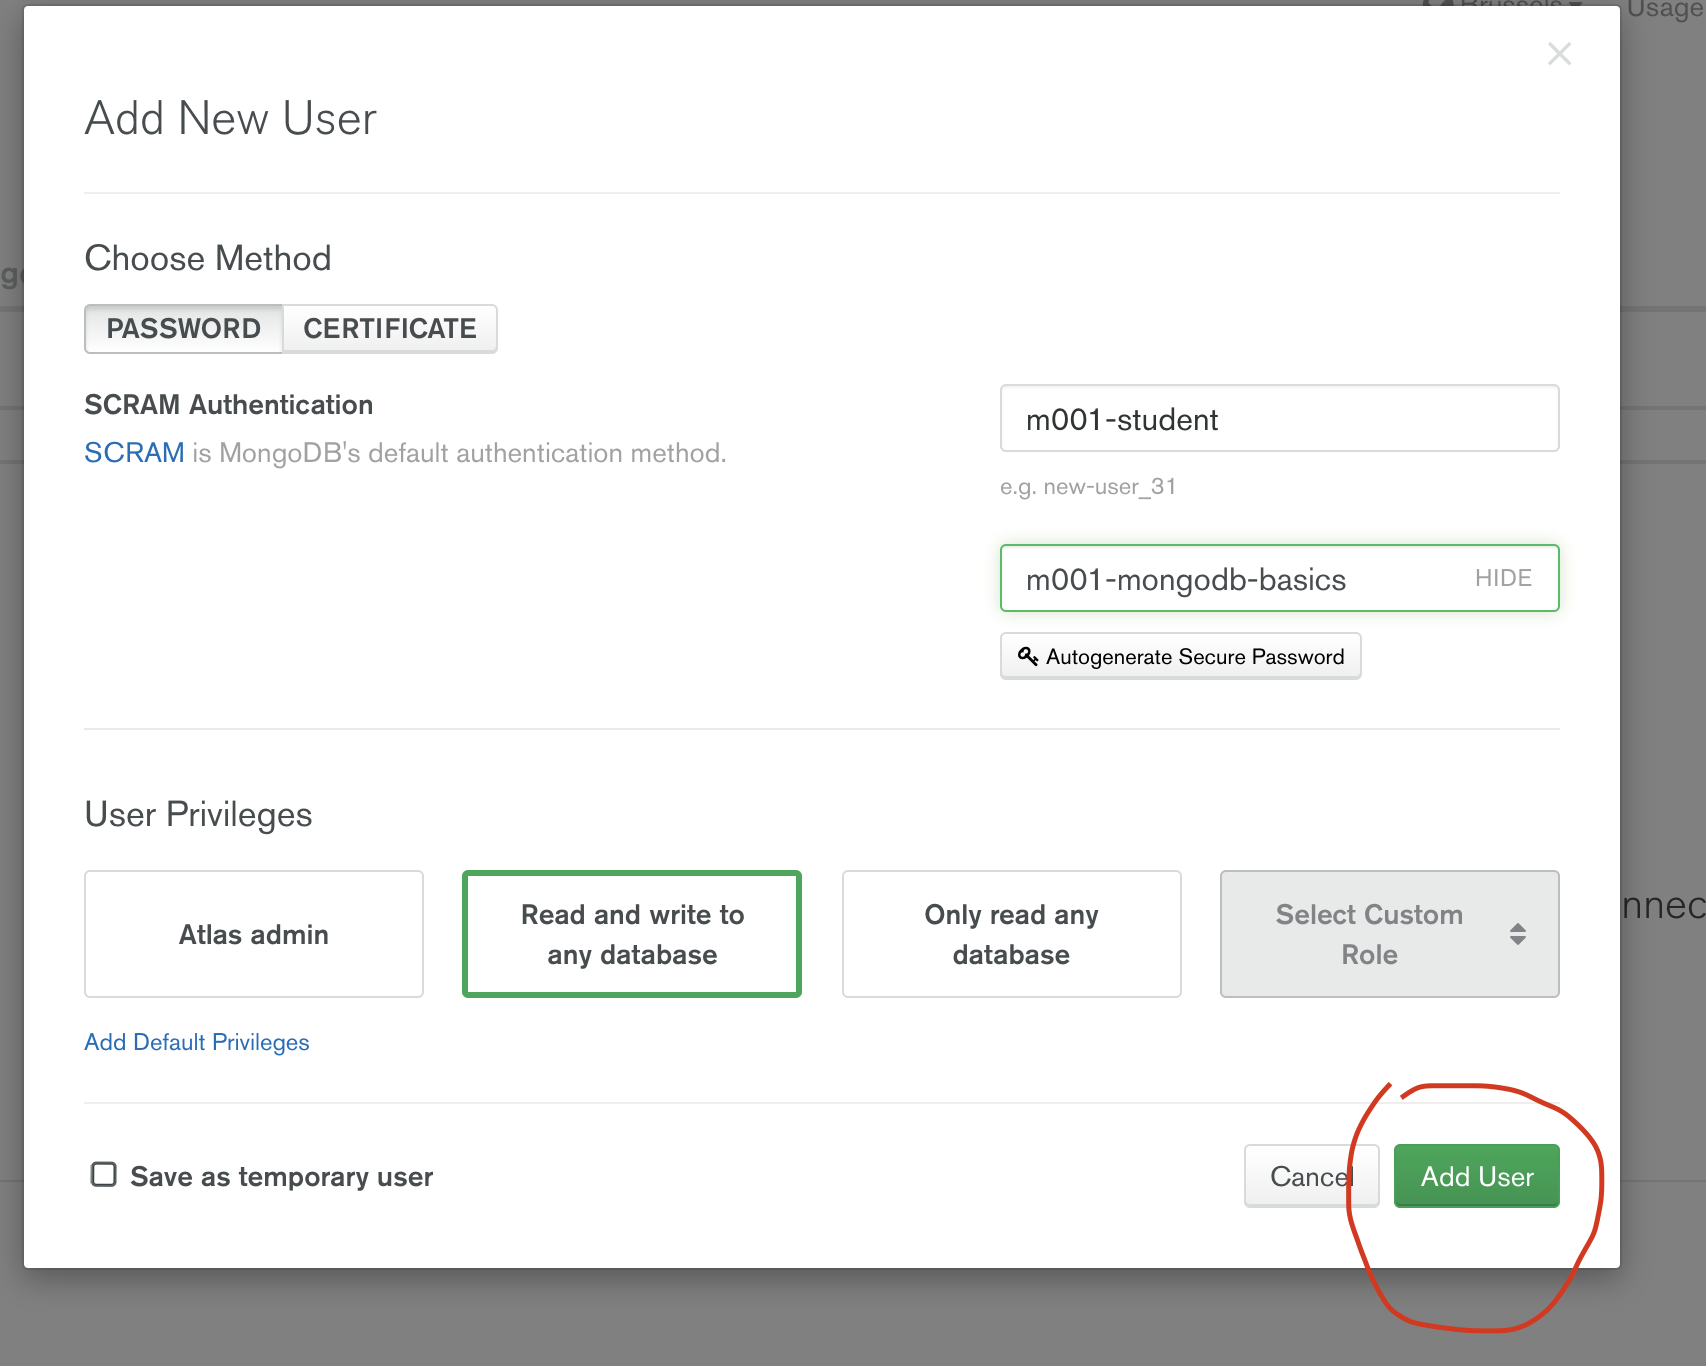 Brussels
Usage
Add New User
Choose Method
PASSWORD CERTIFICATE
SCRAM Authentication
SCRAM is MongoDB's default authentication method.
m001-student
e.g. new-user_31
m001-mongodb-basics HIDE
Autogenerate Secure Password
User Privileges
Atlas admin
Read and write to
any database
Only read any
database
Select Custom
Role
Add Default Privileges
Save as temporary user
Cancel
Add User